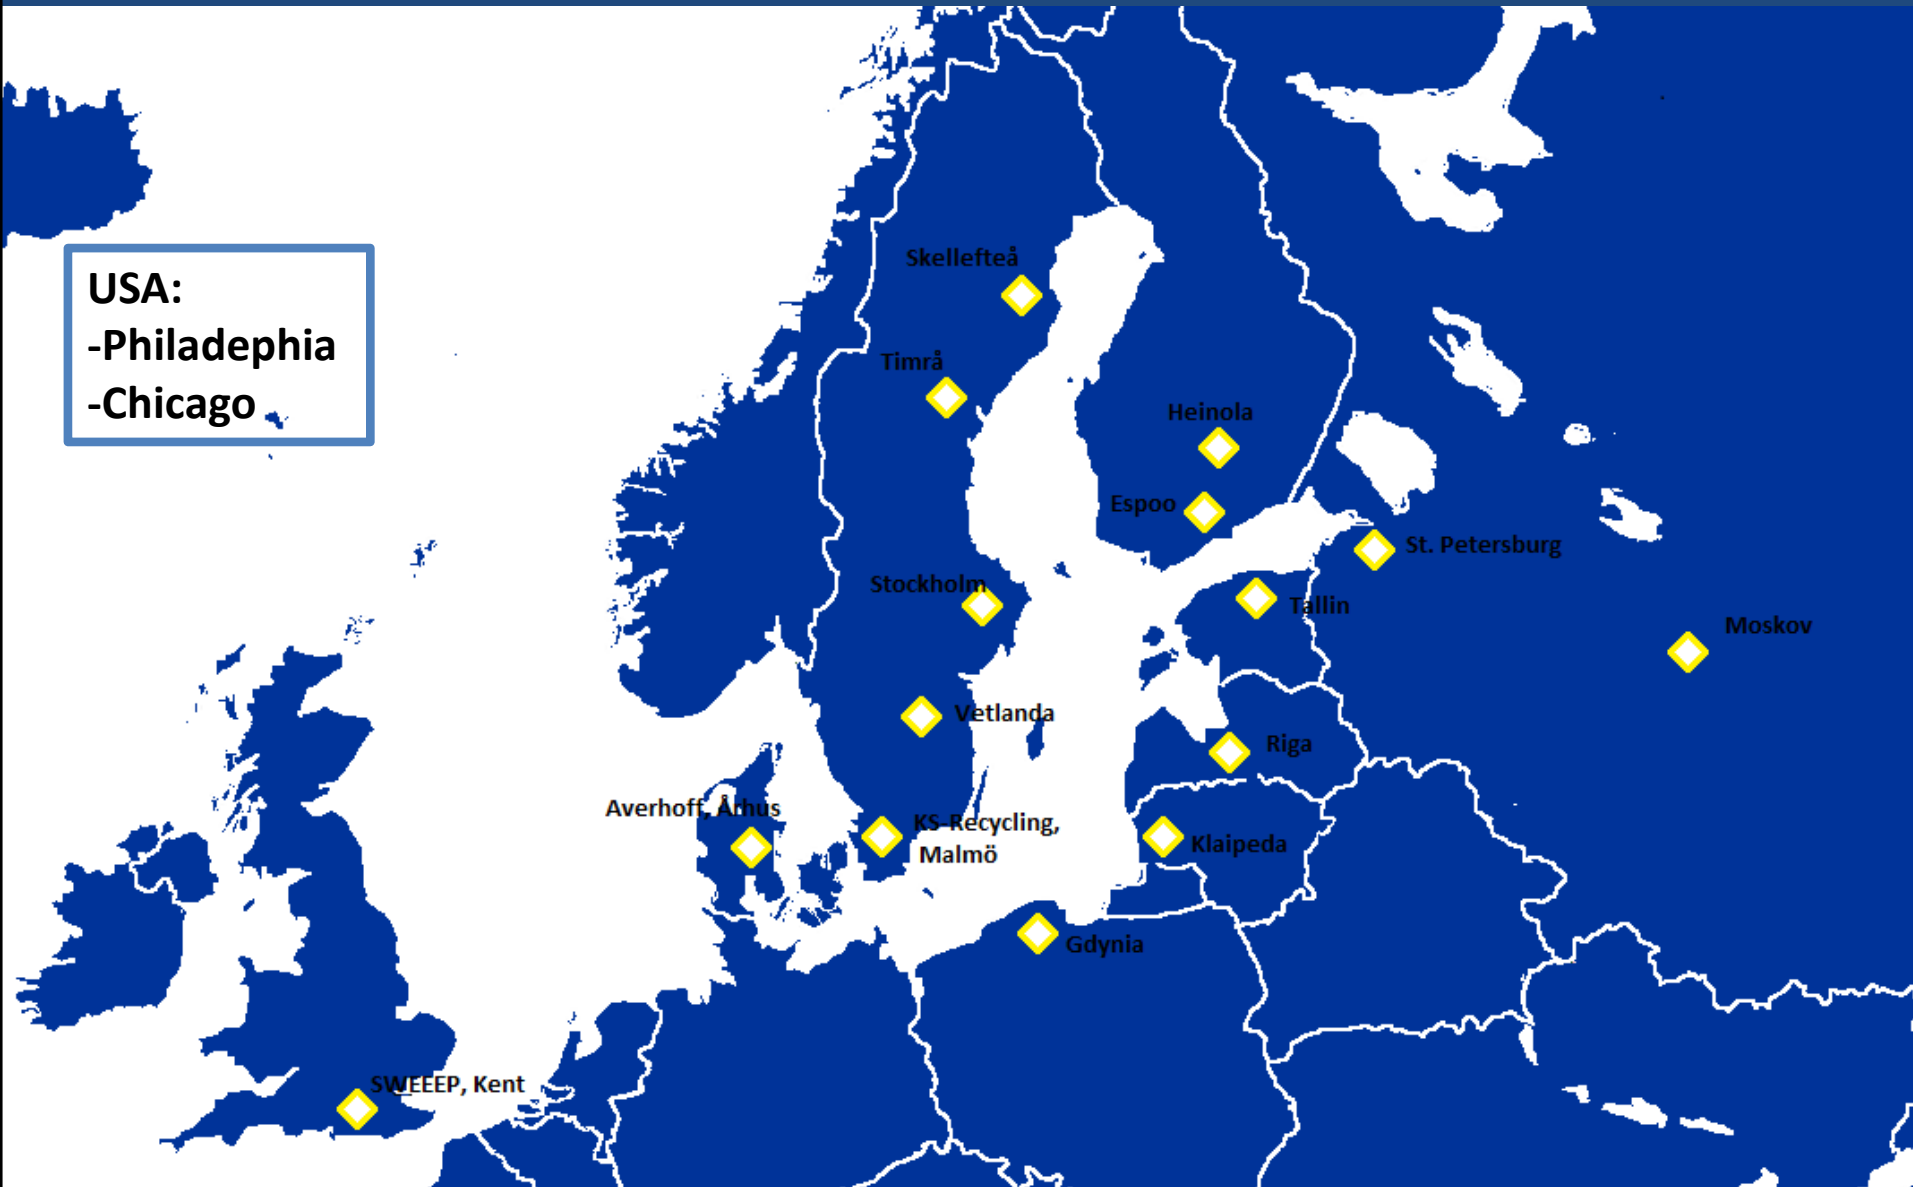 USA:
-Philadephia
-Chicago
Skellefteå
Timrå
Heinola
Espoo
St. Petersburg
Stockholm
Tallin
Moskov
Vetlanda
Riga
Averhoff, Århus
KS-Recycling,
Malmö
Klaipeda
Gdynia
SWEEEP, Kent